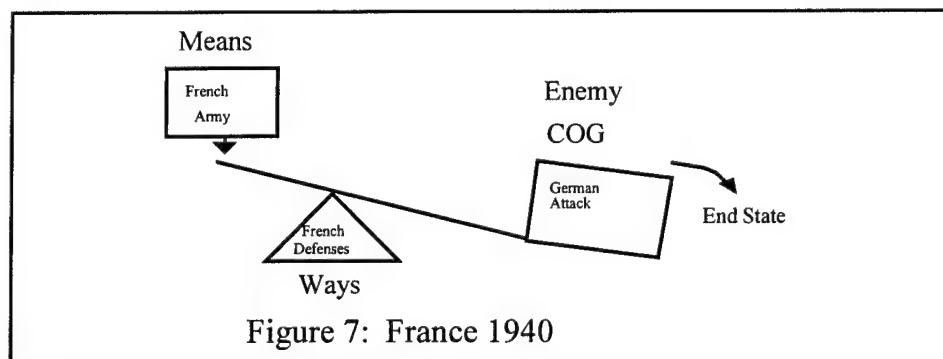 Means
French
Army
Enemy
COG
German
Attack
End State
French
Defenses
Ways
Figure 7: France 1940